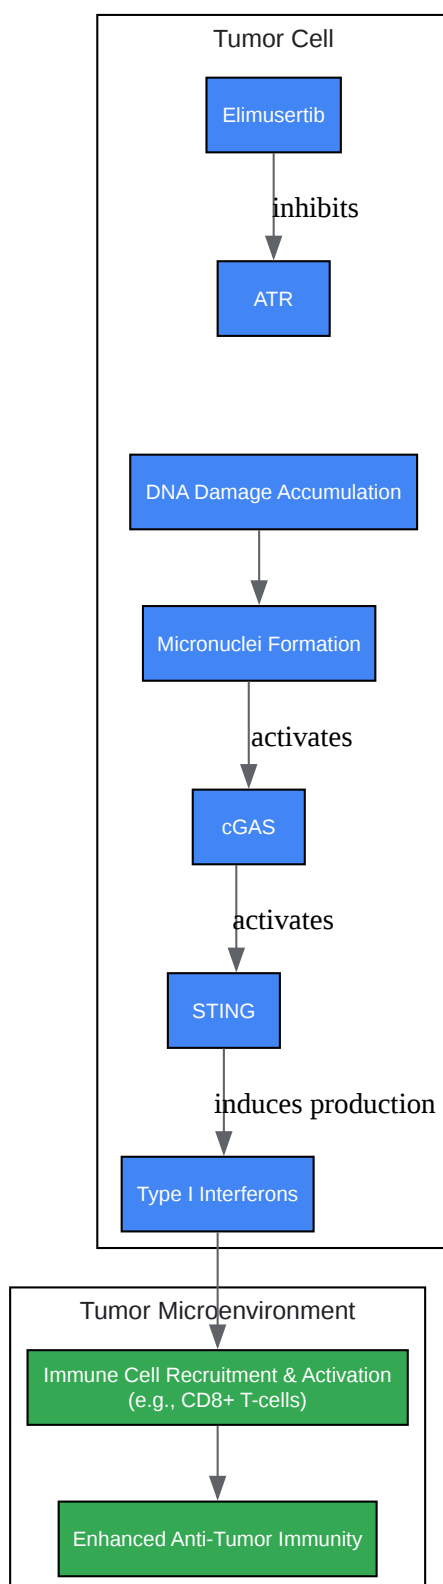 Tumor Cell
Elimusertib
inhibits
ATR
DNA Damage Accumulation
Micronuclei Formation
activates
cGAS
activates
STING
induces production
Type I Interferons
Tumor Microenvironment
Immune Cell Recruitment & Activation
(e.g., CD8+ T-cells)
Enhanced Anti-Tumor Immunity